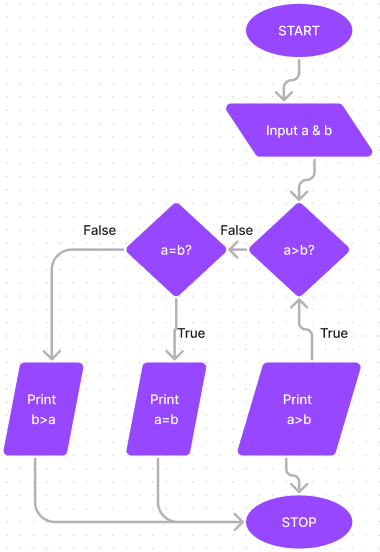 START
Input a & b
False
False
a=b?
a>b?
True
True
Print
b>a
Print
a=b
Print
a>b
STOP